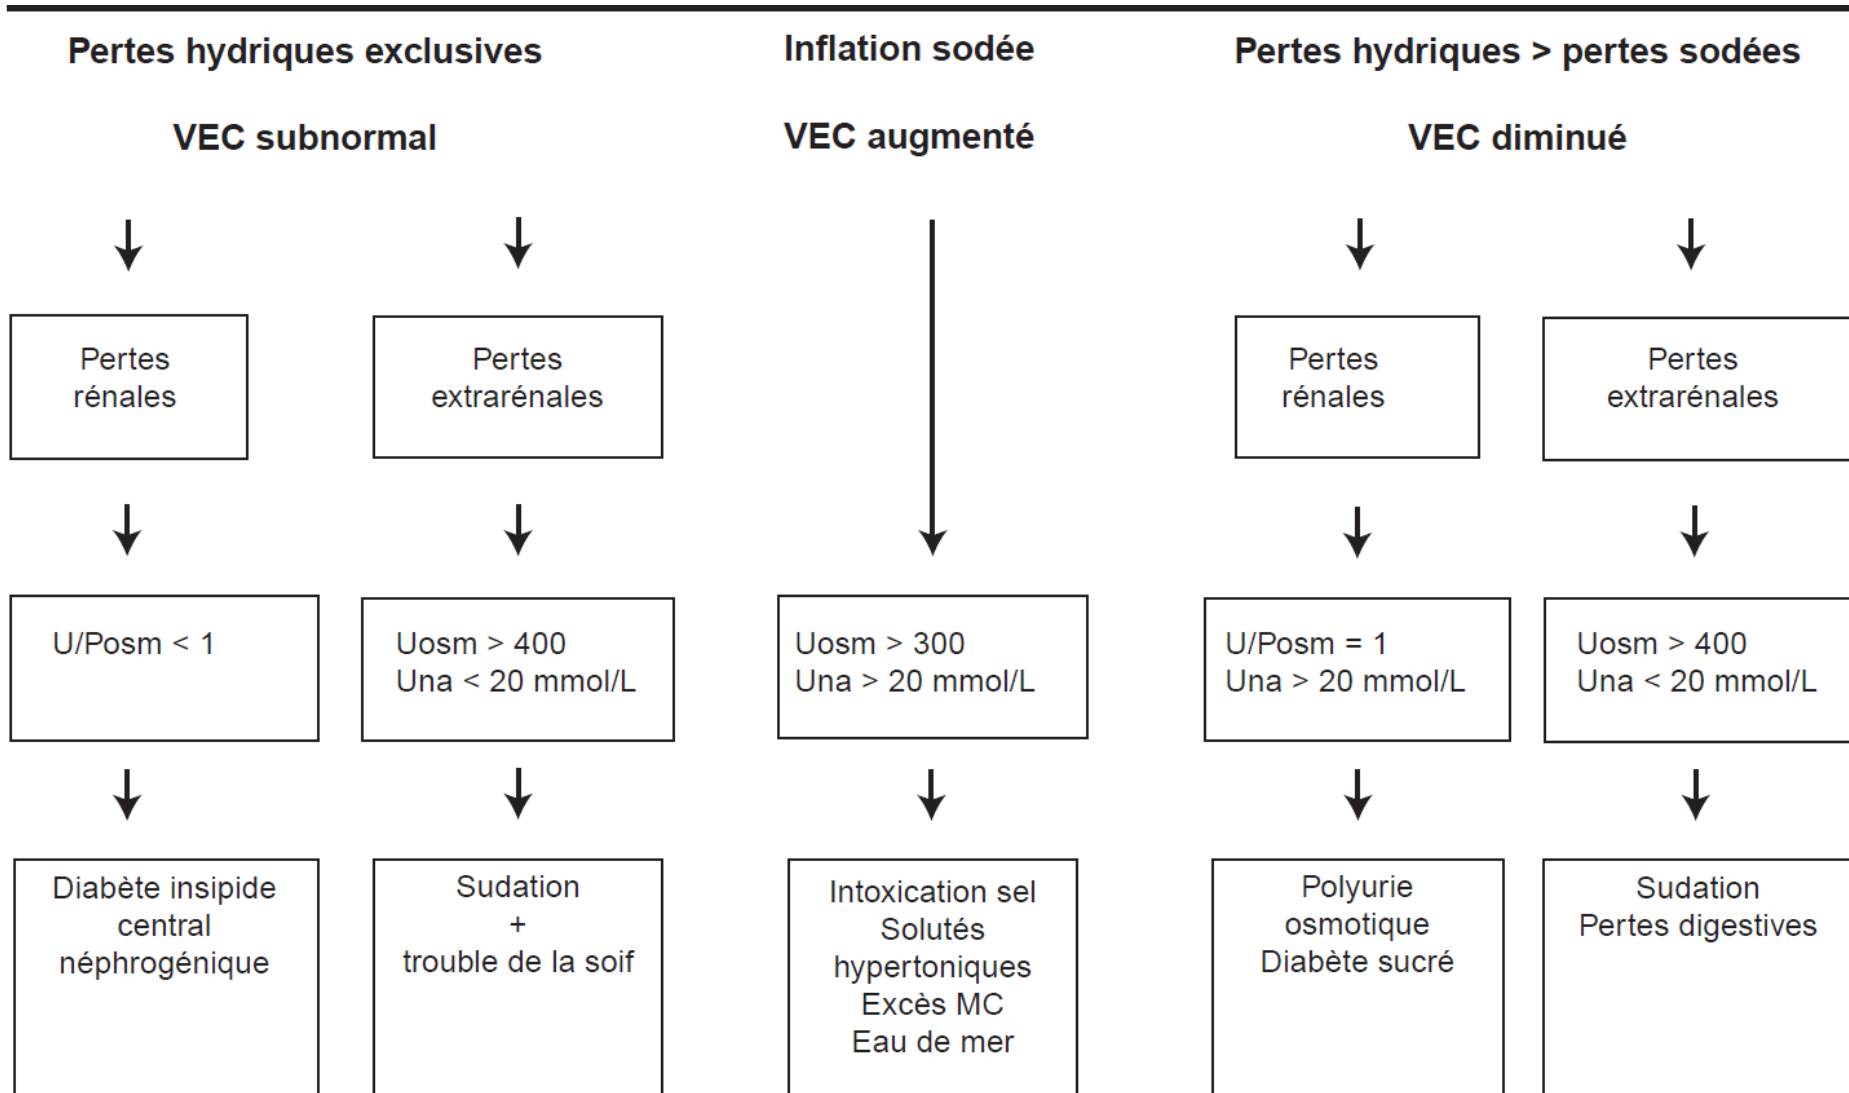 Pertes hydriques exclusives
Inflation sodée
Pertes hydriques > pertes sodées
VEC subnormal
VEC augmenté
VEC diminué
Pertes
rénales
Pertes
extrarénales
Pertes
rénales
Pertes
extrarénales
U/Posm < 1
Uosm > 400
Una < 20 mmol/L
Uosm > 300
Una > 20 mmol/L
U/Posm = 1
Una > 20 mmol/L
Uosm > 400
Una < 20 mmol/L
Diabète insipide
central
néphrogénique
Sudation
+
trouble de la soif
Intoxication sel
Solutés
hypertoniques
Excès MC
Eau de mer
Polyurie
osmotique
Diabète sucré
Sudation
Pertes digestives